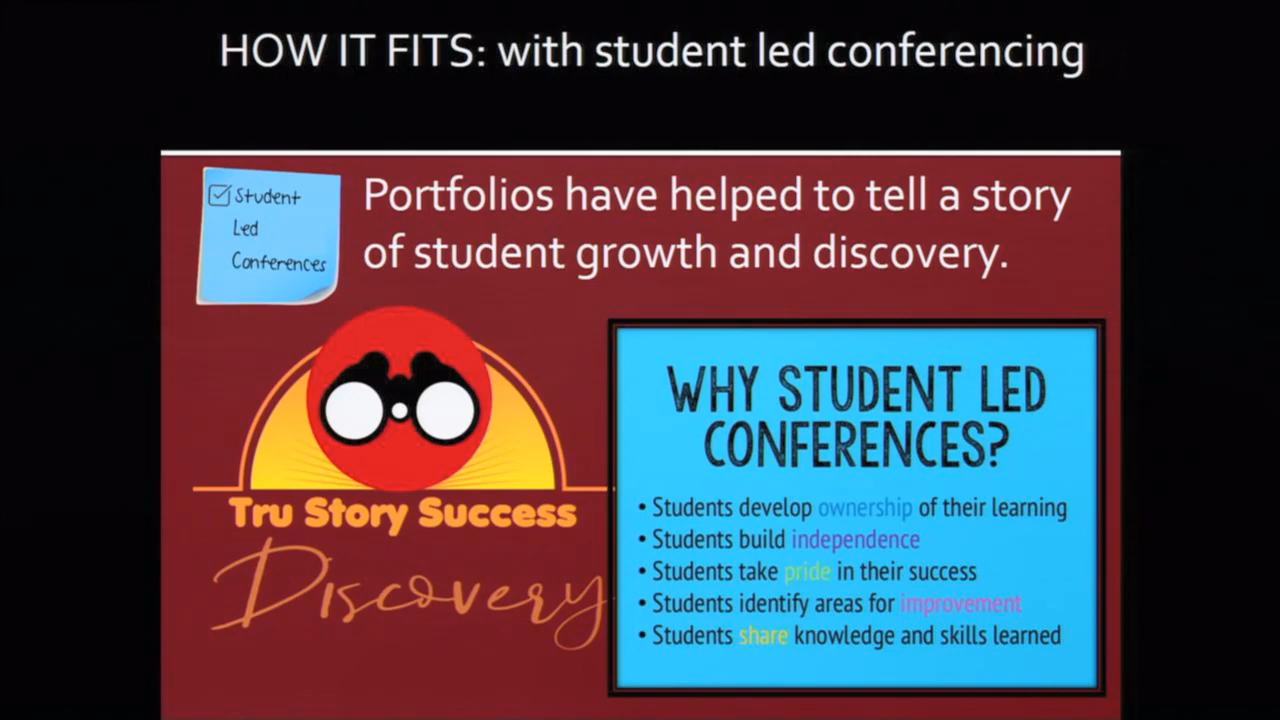 HOW IT FITS: with student led conferencing
Student
Led
Conferences
Portfolios have helped to tell a story
of student growth and discovery.
Tru Story Success
Discovery
WHY STUDENT LED
CONFERENCES?
• Students develop ownership of their learning
• Students build independence
• Students take pride in their success
• Students identify areas for improvement
• Students share knowledge and skills learned